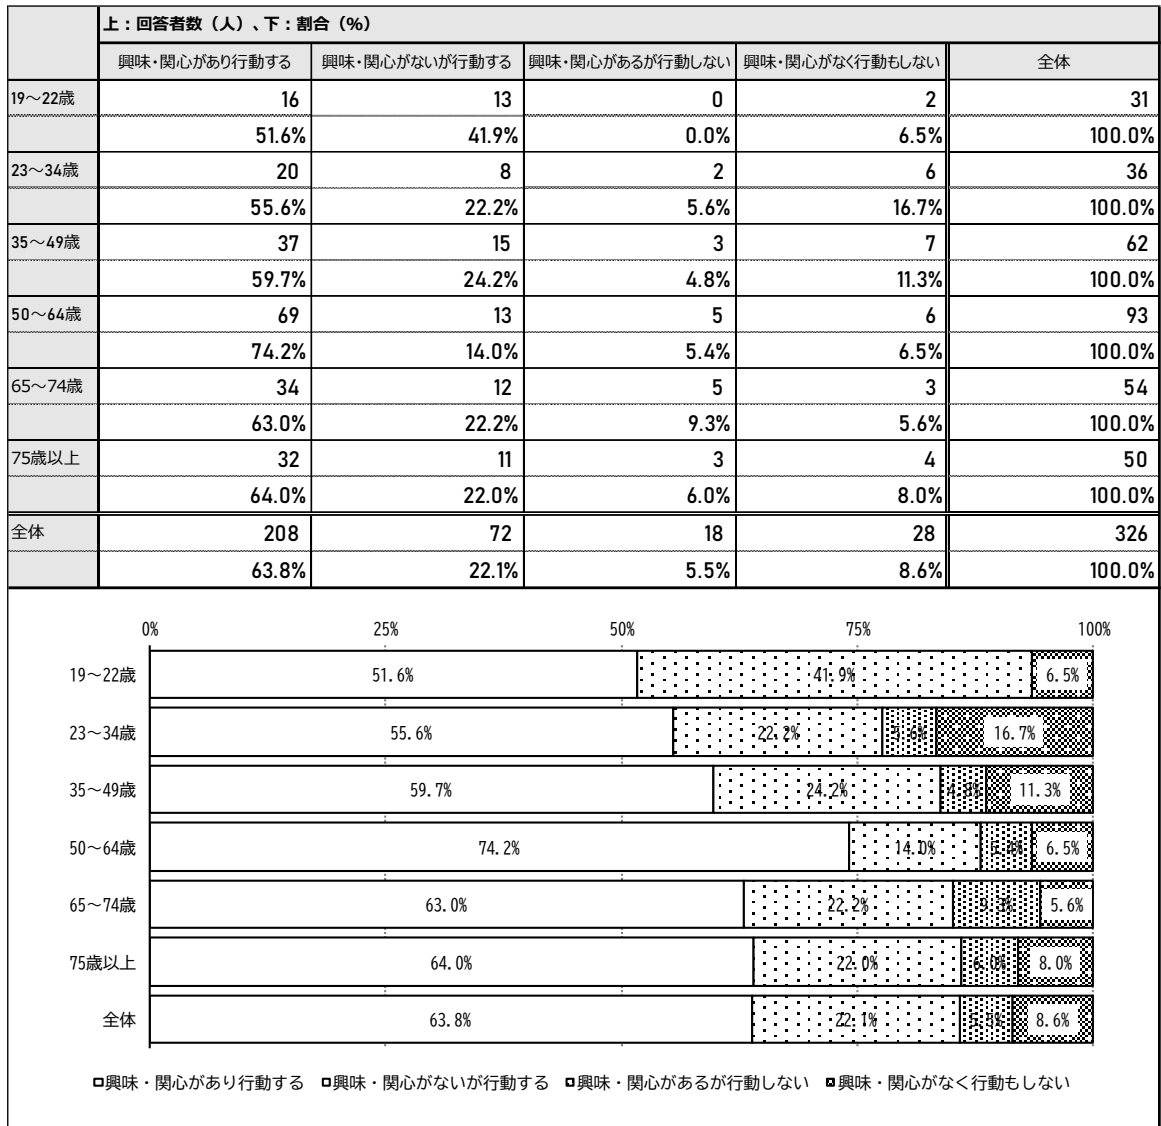 上：回答者数（人）、下：割合（%）
興味・関心があり行動する 興味・関心がないが行動する 興味・関心があるが行動しない 興味・関心がなく行動もしない 全体
19～22歳 16 13 0 2 31
51.6% 41.9% 0.0% 6.5% 100.0%
23～34歳 20 8 2 6 36
55.6% 22.2% 5.6% 16.7% 100.0%
35～49歳 37 15 3 7 62
59.7% 24.2% 4.8% 11.3% 100.0%
50～64歳 69 13 5 6 93
74.2% 14.0% 5.4% 6.5% 100.0%
65～74歳 34 12 5 3 54
63.0% 22.2% 9.3% 5.6% 100.0%
75歳以上 32 11 3 4 50
64.0% 22.0% 6.0% 8.0% 100.0%
全体 208 72 18 28 326
63.8% 22.1% 5.5% 8.6% 100.0%
0% 25% 50% 75% 100%
19～22歳 51.6% 41.9% 6.5%
23～34歳 55.6% 22.2% 5.6% 16.7%
35～49歳 59.7% 24.2% 4.8% 11.3%
50～64歳 74.2% 14.0% 5.4% 6.5%
65～74歳 63.0% 22.2% 9.3% 5.6%
75歳以上 64.0% 22.0% 6.0% 8.0%
全体 63.8% 22.1% 5.5% 8.6%
興味・関心があり行動する 興味・関心がないが行動する 興味・関心があるが行動しない 興味・関心がなく行動もしない